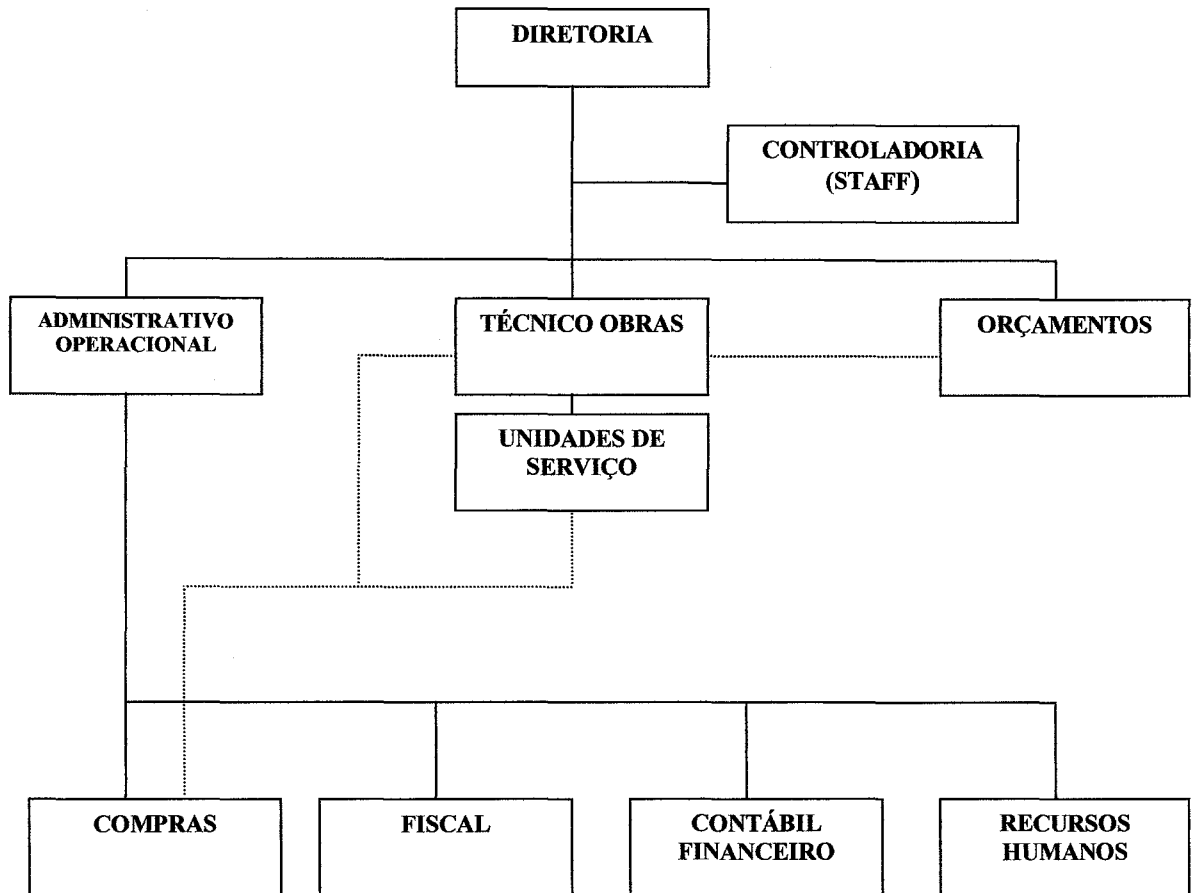 DIRETORIA
CONTROLADORIA
(STAFF)
ADMINISTRATIVO
OPERACIONAL
TÉCNICO OBRAS
ORÇAMENTOS
UNIDADES DE
SERVIÇO
COMPRAS
FISCAL
CONTÁBIL
FINANCEIRO
RECURSOS
HUMANOS